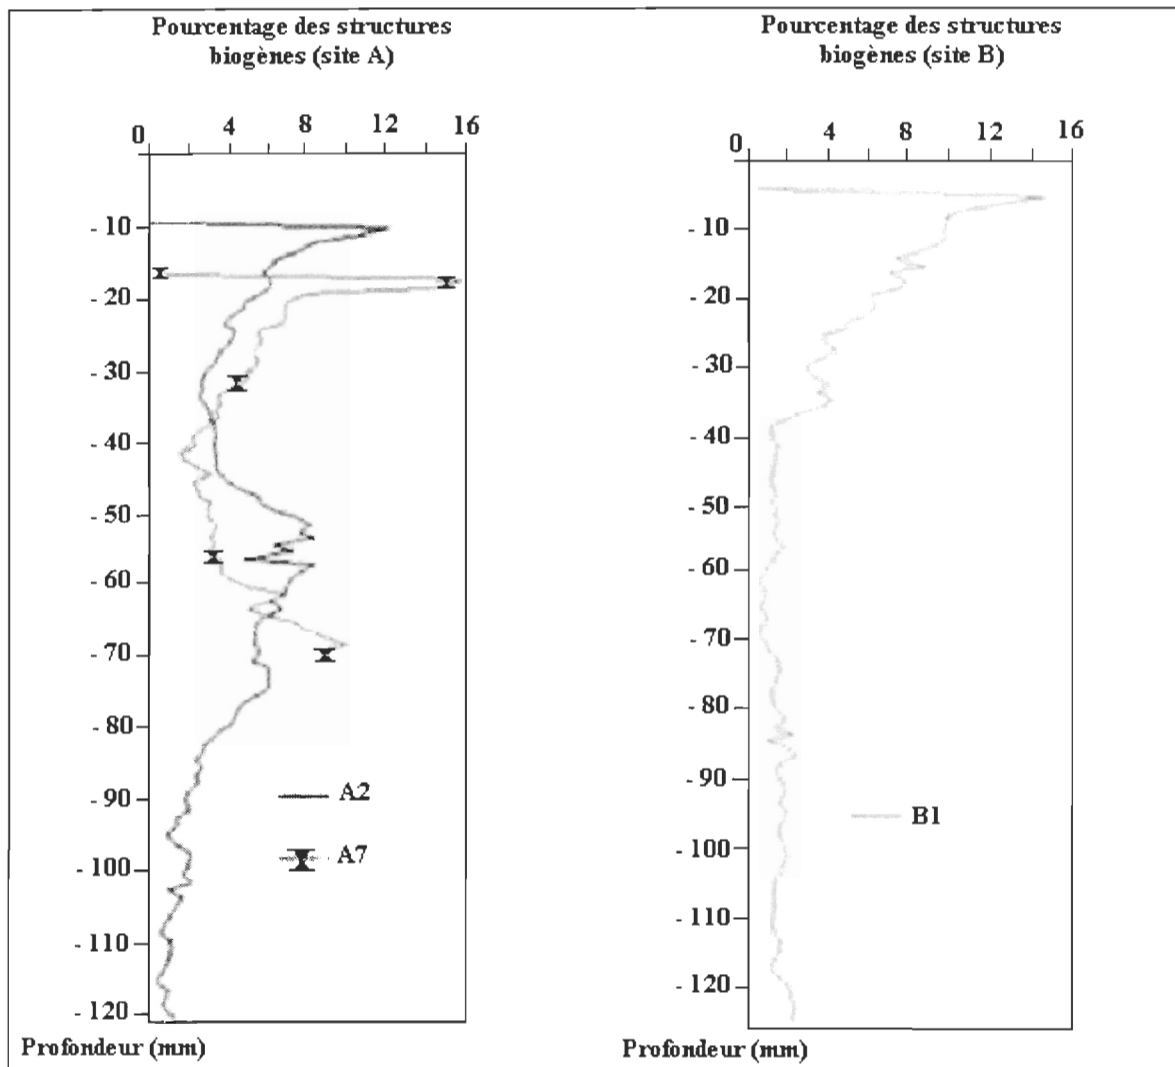 Pourcentage des structures
biogènes (site A)
0 4 8 12 16
- 10
- 20
- 30
- 40
- 50
- 60
- 70
- 80
- 90
- 100
- 110
- 120
A2
A7
Profondeur (mm)
Pourcentage des structures
biogènes (site B)
0 4 8 12 16
- 10
- 20
- 30
- 40
- 50
- 60
- 70
- 80
- 90
- 100
- 110
- 120
B1
Profondeur (mm)